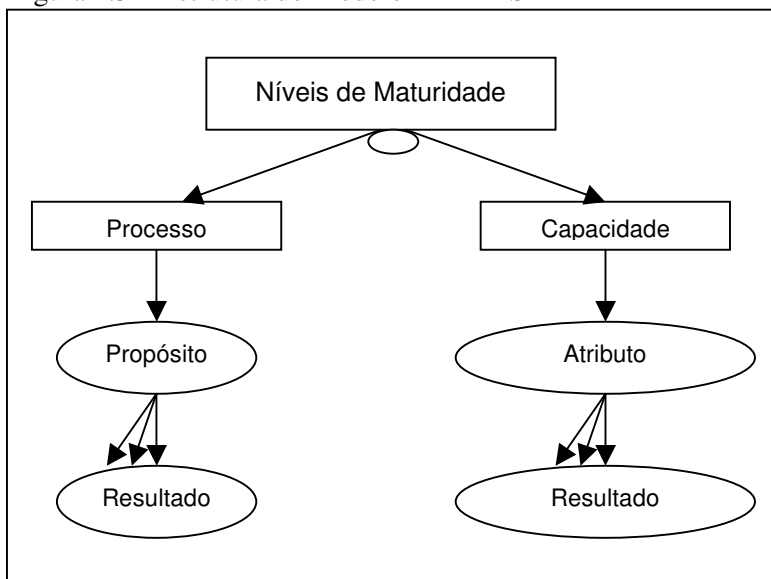 Níveis de Maturidade
Processo
Capacidade
Propósito
Atributo
Resultado
Resultado